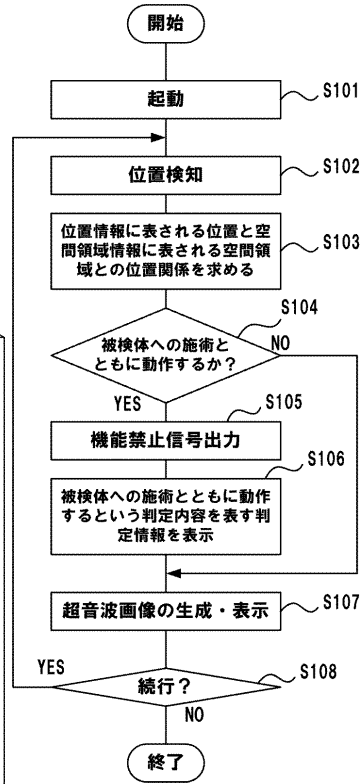 開始
起動
S101
位置検知
S102
位置情報に表される位置と空
間領域情報に表される空間領
域との位置関係を求める
S103
被検体への施術と
ともに動作するか？
S104
NO
YES
機能禁止信号出力
S105
被検体への施術とともに動作
するという判定内容を表す判
定情報を表示
S106
超音波画像の生成・表示
S107
YES
続行？
S108
NO
終了